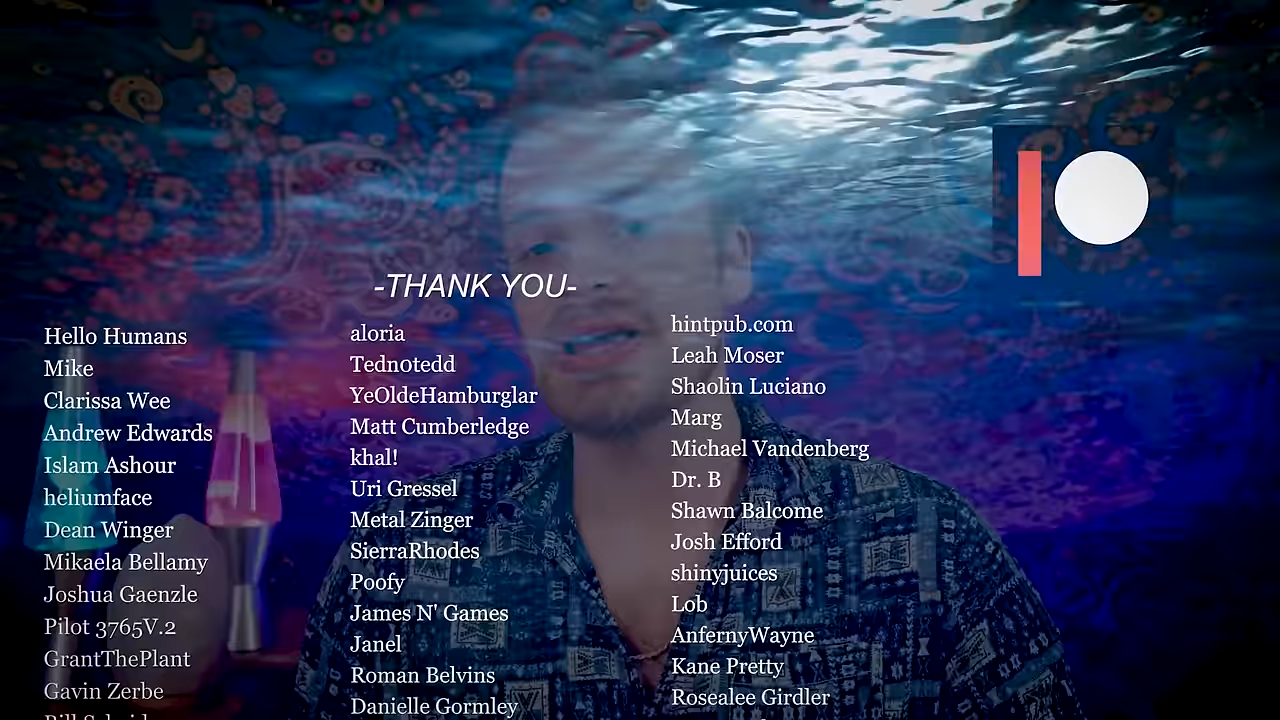 -THANK YOU-
Hello Humans
Mike
Clarissa Wee
Andrew Edwards
Islam Ashour
heliumface
Dean Winger
Mikaela Bellamy
Joshua Gaenzle
Pilot 3765V.2
GrantThePlant
Gavin Zerbe
aloria
Tednotedd
YeOldeHamburglar
Matt Cumberledge
khal!
Uri Gressel
Metal Zinger
SierraRhodes
Poofy
James N' Games
Janel
Roman Belvins
Danielle Gormley
hintpub.com
Leah Moser
Shaolin Luciano
Marg
Michael Vandenberg
Dr. B
Shawn Balcome
Josh Efford
shinyjuices
Lob
AnfernyWayne
Kane Pretty
Rosealee Girdler